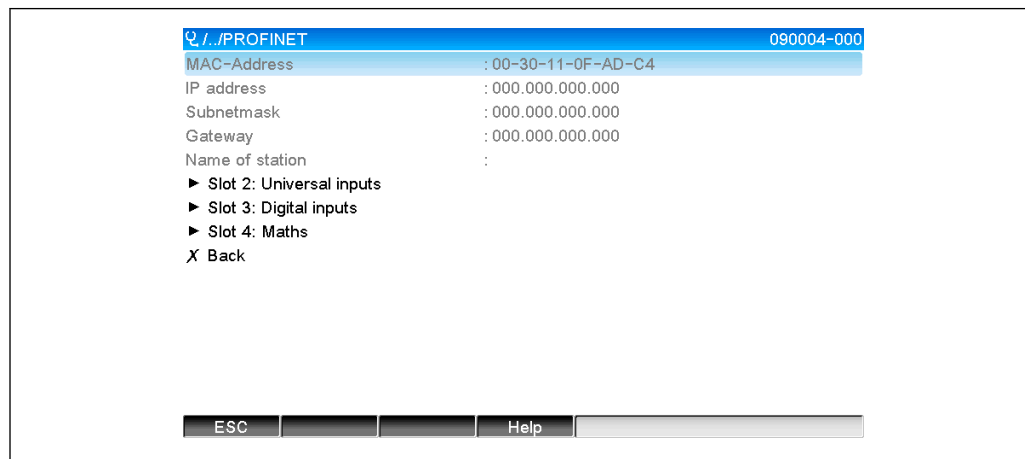 /../PROFINET 090004-000
MAC-Address : 00-30-11-0F-AD-C4
IP address : 000.000.000.000
Subnetmask : 000.000.000.000
Gateway : 000.000.000.000
Name of station :
► Slot 2: Universal inputs
► Slot 3: Digital inputs
► Slot 4: Maths
X Back
ESC Help